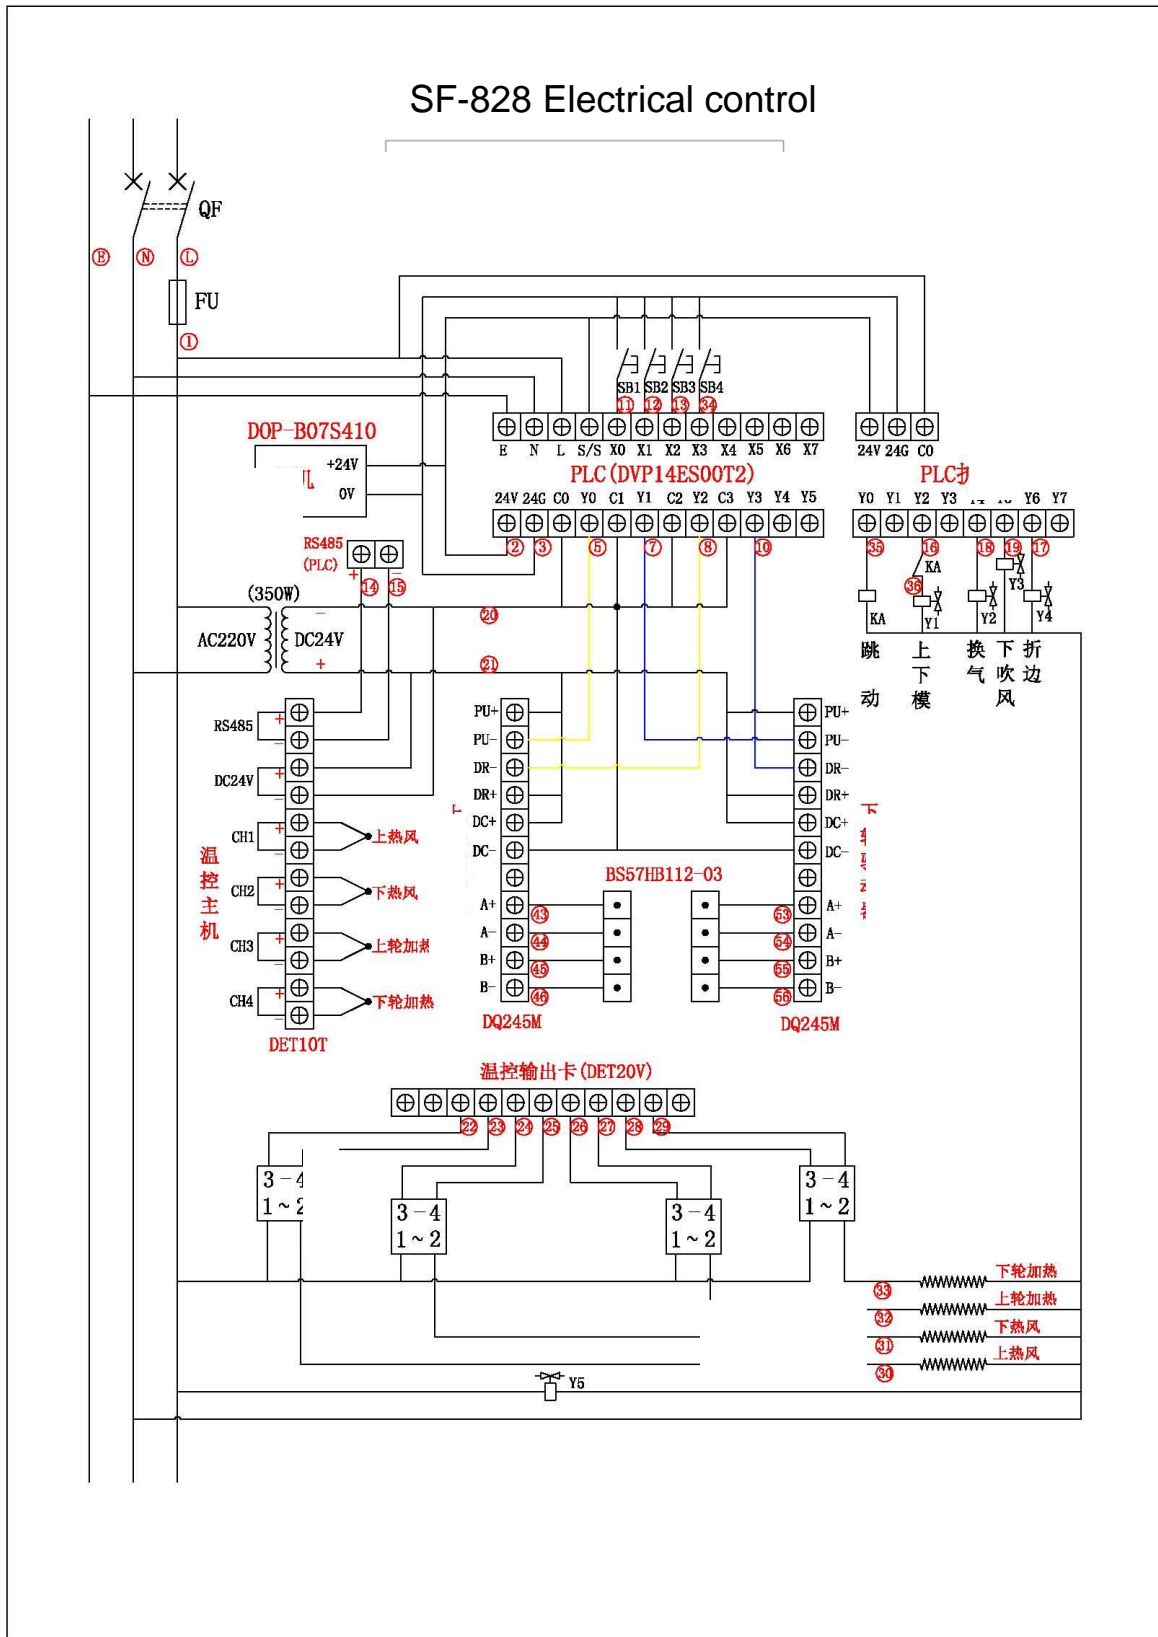 SF-828 Electrical control
QF
E N L
FU
1
SB1 SB2 SB3 SB4
11 12 13 34
DOP-B07S410
+24V
0V
E N L S/S X0 X1 X2 X3 X4 X5 X6 X7
24V 24G C0
PLC(DVP14ES00T2)
PLC
24V 24G C0 Y0 C1 Y1 C2 Y2 C3 Y3 Y4 Y5
Y0 Y1 Y2 Y3 Y6 Y7
2 3 5 7 8 10
35 16 18 19 17
RS485
(PLC)
+ −
14 15
KA
36
Y3
KA Y1 Y2 Y4
跳动
上下模
换气
下吹风
折边
(350W)
AC220V DC24V
−
+
20
21
RS485 + −
DC24V + −
CH1 + − 上热风
CH2 + − 下热风
CH3 + − 上轮加热
CH4 + − 下轮加热
温控主机
DET10T
PU+ PU+
PU− PU−
DR− DR−
DR+ DR+
DC+ DC+
DC− DC−
BS57HB112-03
A+ 43 53 A+
A− 44 54 A−
B+ 45 55 B+
B− 46 56 B−
DQ245M DQ245M
温控输出卡(DET20V)
22 23 24 25 26 27 28 29
3−4 3−4
1~2 1~2
3−4 3−4
1~2 1~2
33 下轮加热
32 上轮加热
31 下热风
30 上热风
Y5